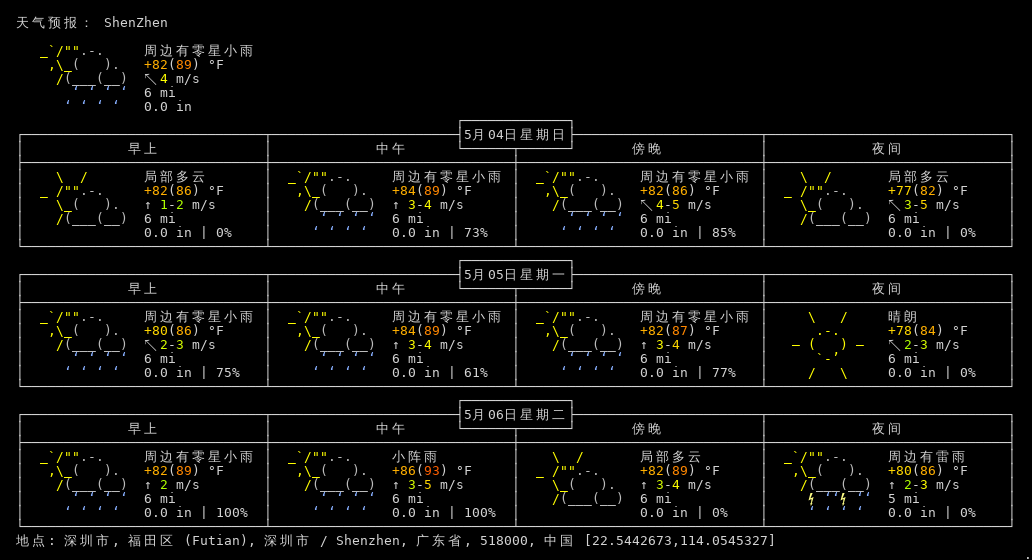 天气预报： ShenZhen
周边有零星小雨
+82(89) °F
↖4 m/s
6 mi
0.0 in
5月04日星期日
早上 中午 傍晚 夜间
局部多云 周边有零星小雨 周边有零星小雨 局部多云
+82(86) °F +84(89) °F +82(86) °F +77(82) °F
↑ 1-2 m/s ↑ 3-4 m/s ↖4-5 m/s ↖3-5 m/s
6 mi 6 mi 6 mi 6 mi
0.0 in | 0% 0.0 in | 73% 0.0 in | 85% 0.0 in | 0%
5月05日星期一
早上 中午 傍晚 夜间
周边有零星小雨 周边有零星小雨 周边有零星小雨 晴朗
+80(86) °F +84(89) °F +82(87) °F +78(84) °F
↖2-3 m/s ↑ 3-4 m/s ↑ 3-4 m/s ↖2-3 m/s
6 mi 6 mi 6 mi 6 mi
0.0 in | 75% 0.0 in | 61% 0.0 in | 77% 0.0 in | 0%
5月06日星期二
早上 中午 傍晚 夜间
周边有零星小雨 小阵雨 局部多云 周边有雷雨
+82(89) °F +86(93) °F +82(89) °F +80(86) °F
↑ 2 m/s ↑ 3-5 m/s ↑ 3-4 m/s ↑ 2-3 m/s
6 mi 6 mi 6 mi 5 mi
0.0 in | 100% 0.0 in | 100% 0.0 in | 0% 0.0 in | 0%
地点: 深圳市, 福田区 (Futian), 深圳市 / Shenzhen, 广东省, 518000, 中国 [22.5442673,114.0545327]